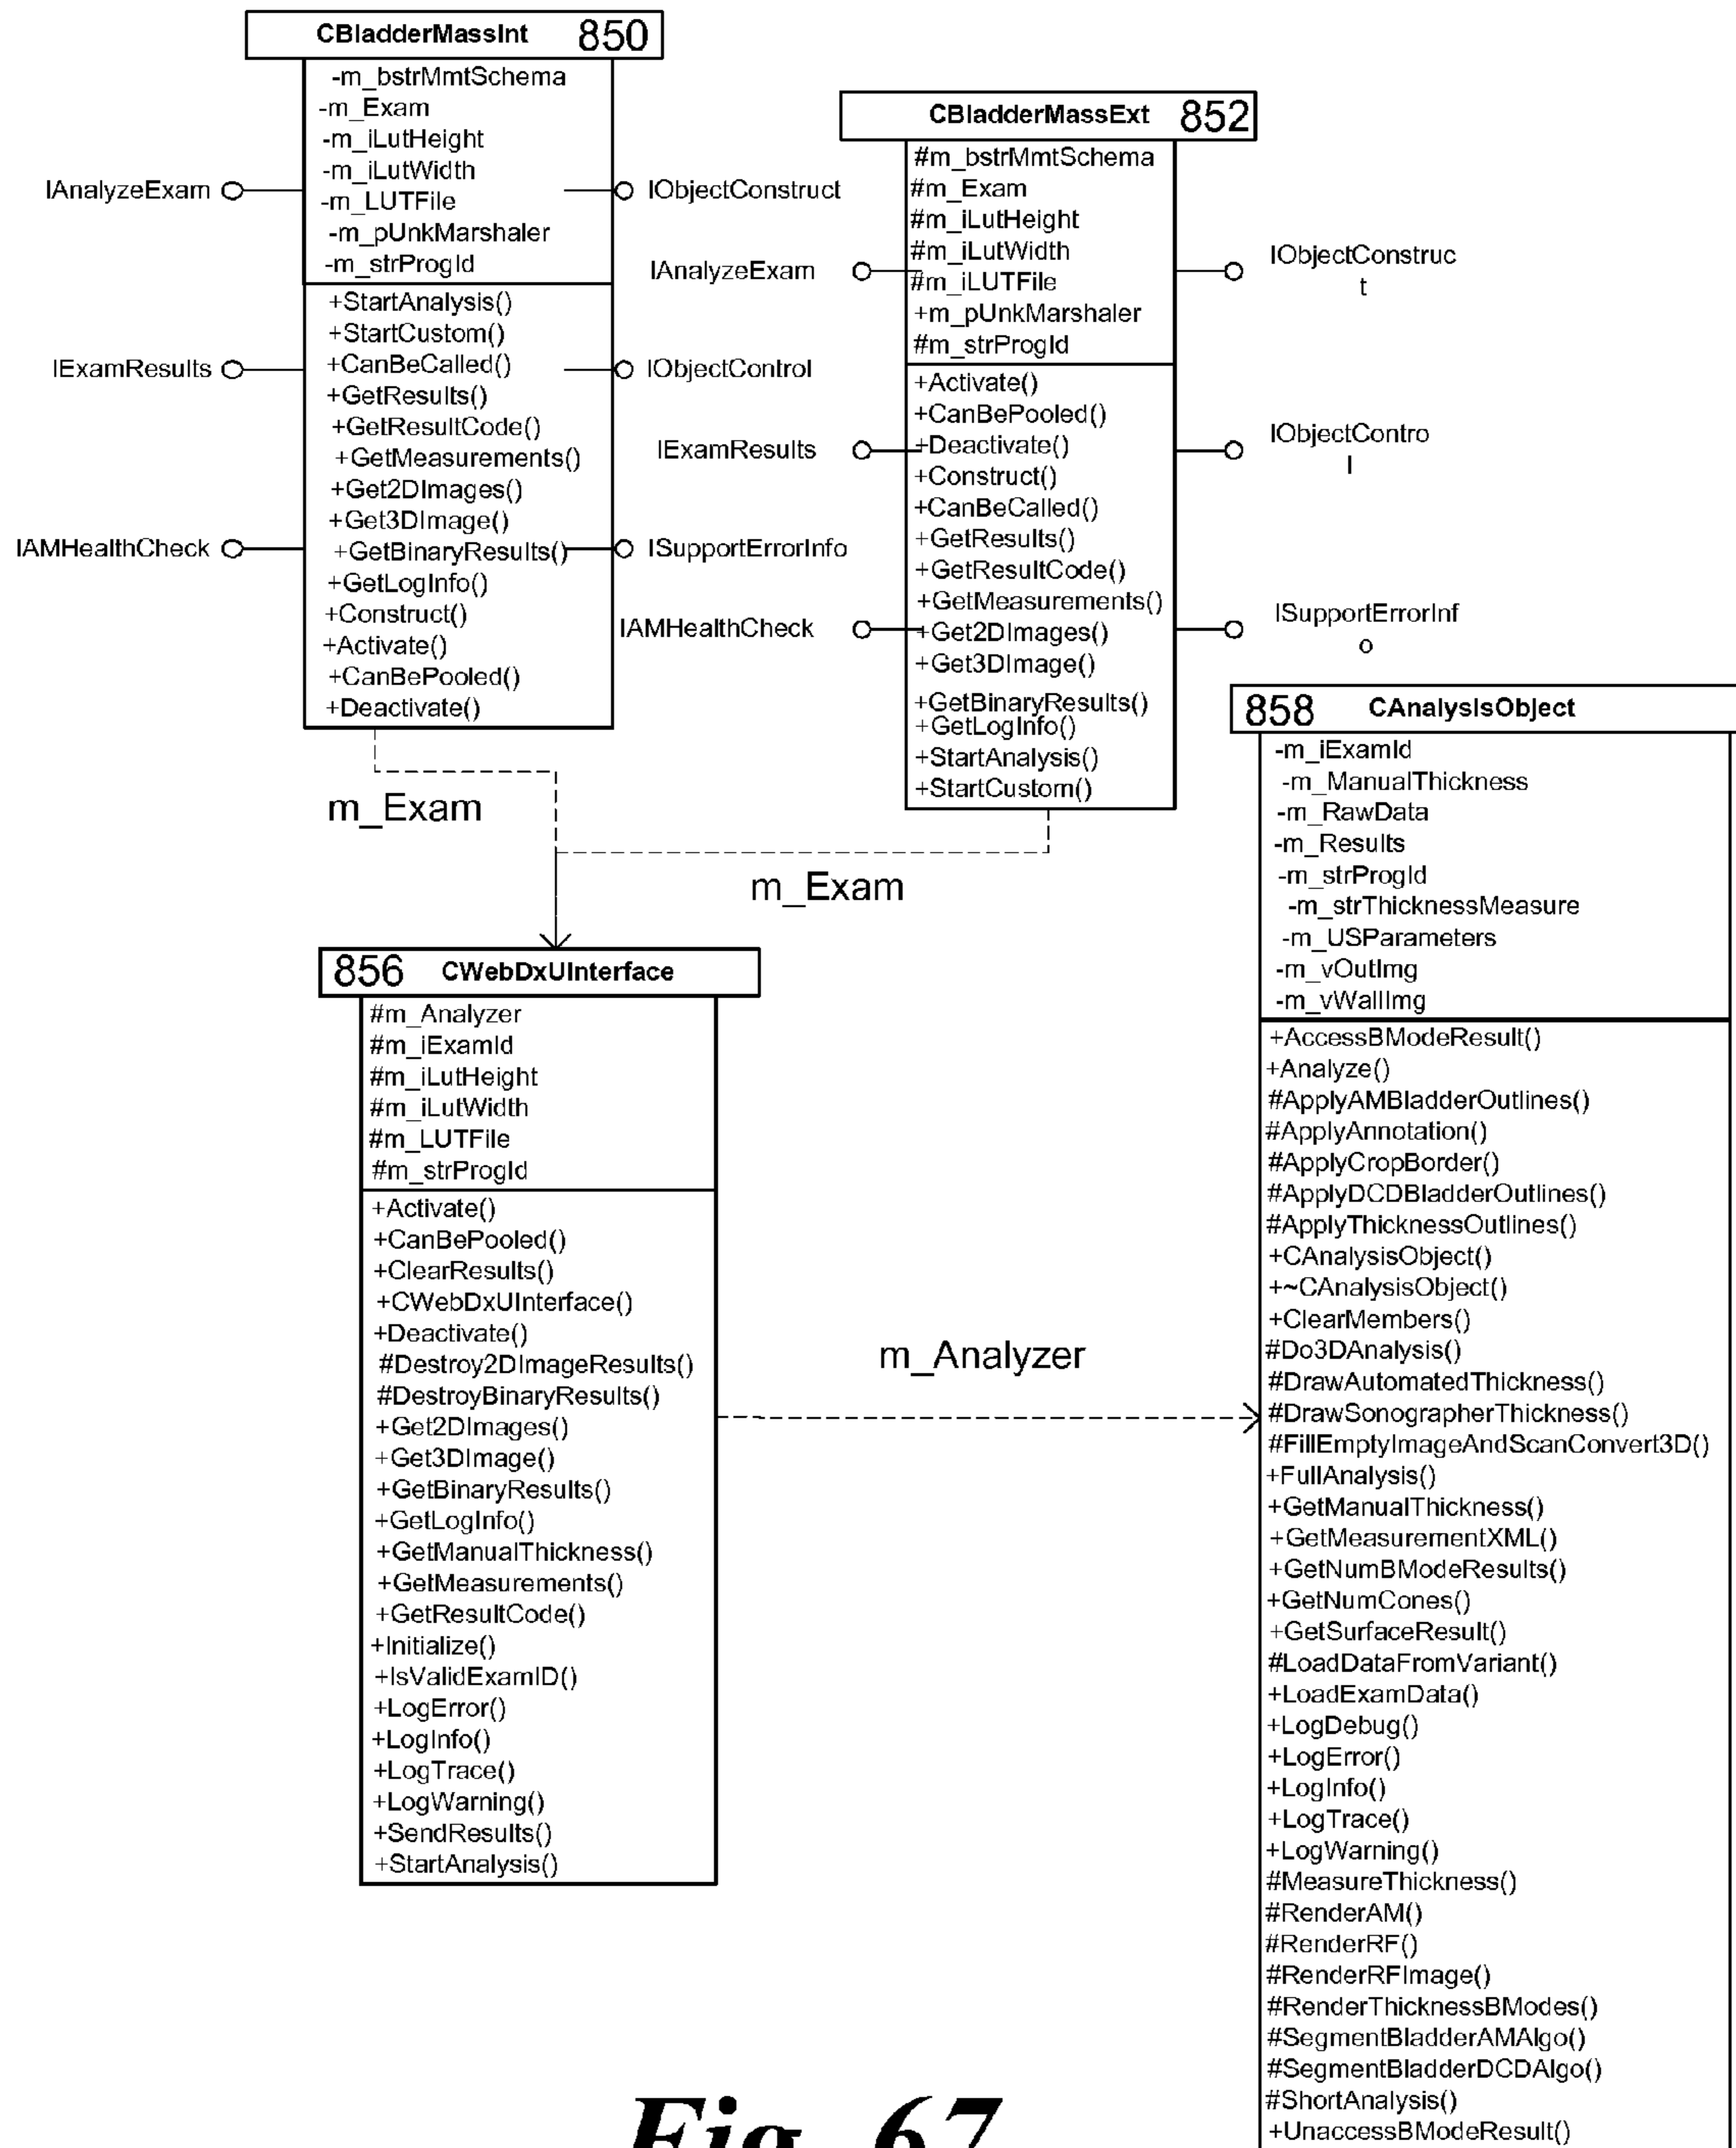 CBladderMassInt 850
-m_bstrMmtSchema
-m_Exam
-m_iLutHeight
-m_iLutWidth
-m_LUTFile
-m_pUnkMarshaler
-m_strProgId
+StartAnalysis()
+StartCustom()
+CanBeCalled()
+GetResults()
+GetResultCode()
+GetMeasurements()
+Get2DImages()
+Get3DImage()
+GetBinaryResults()
+GetLogInfo()
+Construct()
+Activate()
+CanBePooled()
+Deactivate()
IAnalyzeExam
IExamResults
IAMHealthCheck
IObjectConstruct
IObjectControl
ISupportErrorInfo
CBladderMassExt 852
#m_bstrMmtSchema
#m_Exam
#m_iLutHeight
#m_iLutWidth
#m_iLUTFile
+m_pUnkMarshaler
#m_strProgId
+Activate()
+CanBePooled()
+Deactivate()
+Construct()
+CanBeCalled()
+GetResults()
+GetResultCode()
+GetMeasurements()
+Get2DImages()
+Get3DImage()
+GetBinaryResults()
+GetLogInfo()
+StartAnalysis()
+StartCustom()
IAnalyzeExam
IExamResults
IAMHealthCheck
IObjectConstruc
t
IObjectContro
l
ISupportErrorInf
o
m_Exam
m_Exam
856 CWebDxUInterface
#m_Analyzer
#m_iExamId
#m_iLutHeight
#m_iLutWidth
#m_LUTFile
#m_strProgId
+Activate()
+CanBePooled()
+ClearResults()
+CWebDxUInterface()
+Deactivate()
#Destroy2DImageResults()
#DestroyBinaryResults()
+Get2DImages()
+Get3DImage()
+GetBinaryResults()
+GetLogInfo()
+GetManualThickness()
+GetMeasurements()
+GetResultCode()
+Initialize()
+IsValidExamID()
+LogError()
+LogInfo()
+LogTrace()
+LogWarning()
+SendResults()
+StartAnalysis()
m_Analyzer
858 CAnalysisObject
-m_iExamId
-m_ManualThickness
-m_RawData
-m_Results
-m_strProgId
-m_strThicknessMeasure
-m_USParameters
-m_vOutImg
-m_vWallImg
+AccessBModeResult()
+Analyze()
#ApplyAMBladderOutlines()
#ApplyAnnotation()
#ApplyCropBorder()
#ApplyDCDBladderOutlines()
#ApplyThicknessOutlines()
+CAnalysisObject()
+~CAnalysisObject()
+ClearMembers()
#Do3DAnalysis()
#DrawAutomatedThickness()
#DrawSonographerThickness()
#FillEmptyImageAndScanConvert3D()
+FullAnalysis()
+GetManualThickness()
+GetMeasurementXML()
+GetNumBModeResults()
+GetNumCones()
+GetSurfaceResult()
#LoadDataFromVariant()
+LoadExamData()
+LogDebug()
+LogError()
+LogInfo()
+LogTrace()
+LogWarning()
#MeasureThickness()
#RenderAM()
#RenderRF()
#RenderRFImage()
#RenderThicknessBModes()
#SegmentBladderAMAlgo()
#SegmentBladderDCDAlgo()
#ShortAnalysis()
+UnaccessBModeResult()
Fig. 67